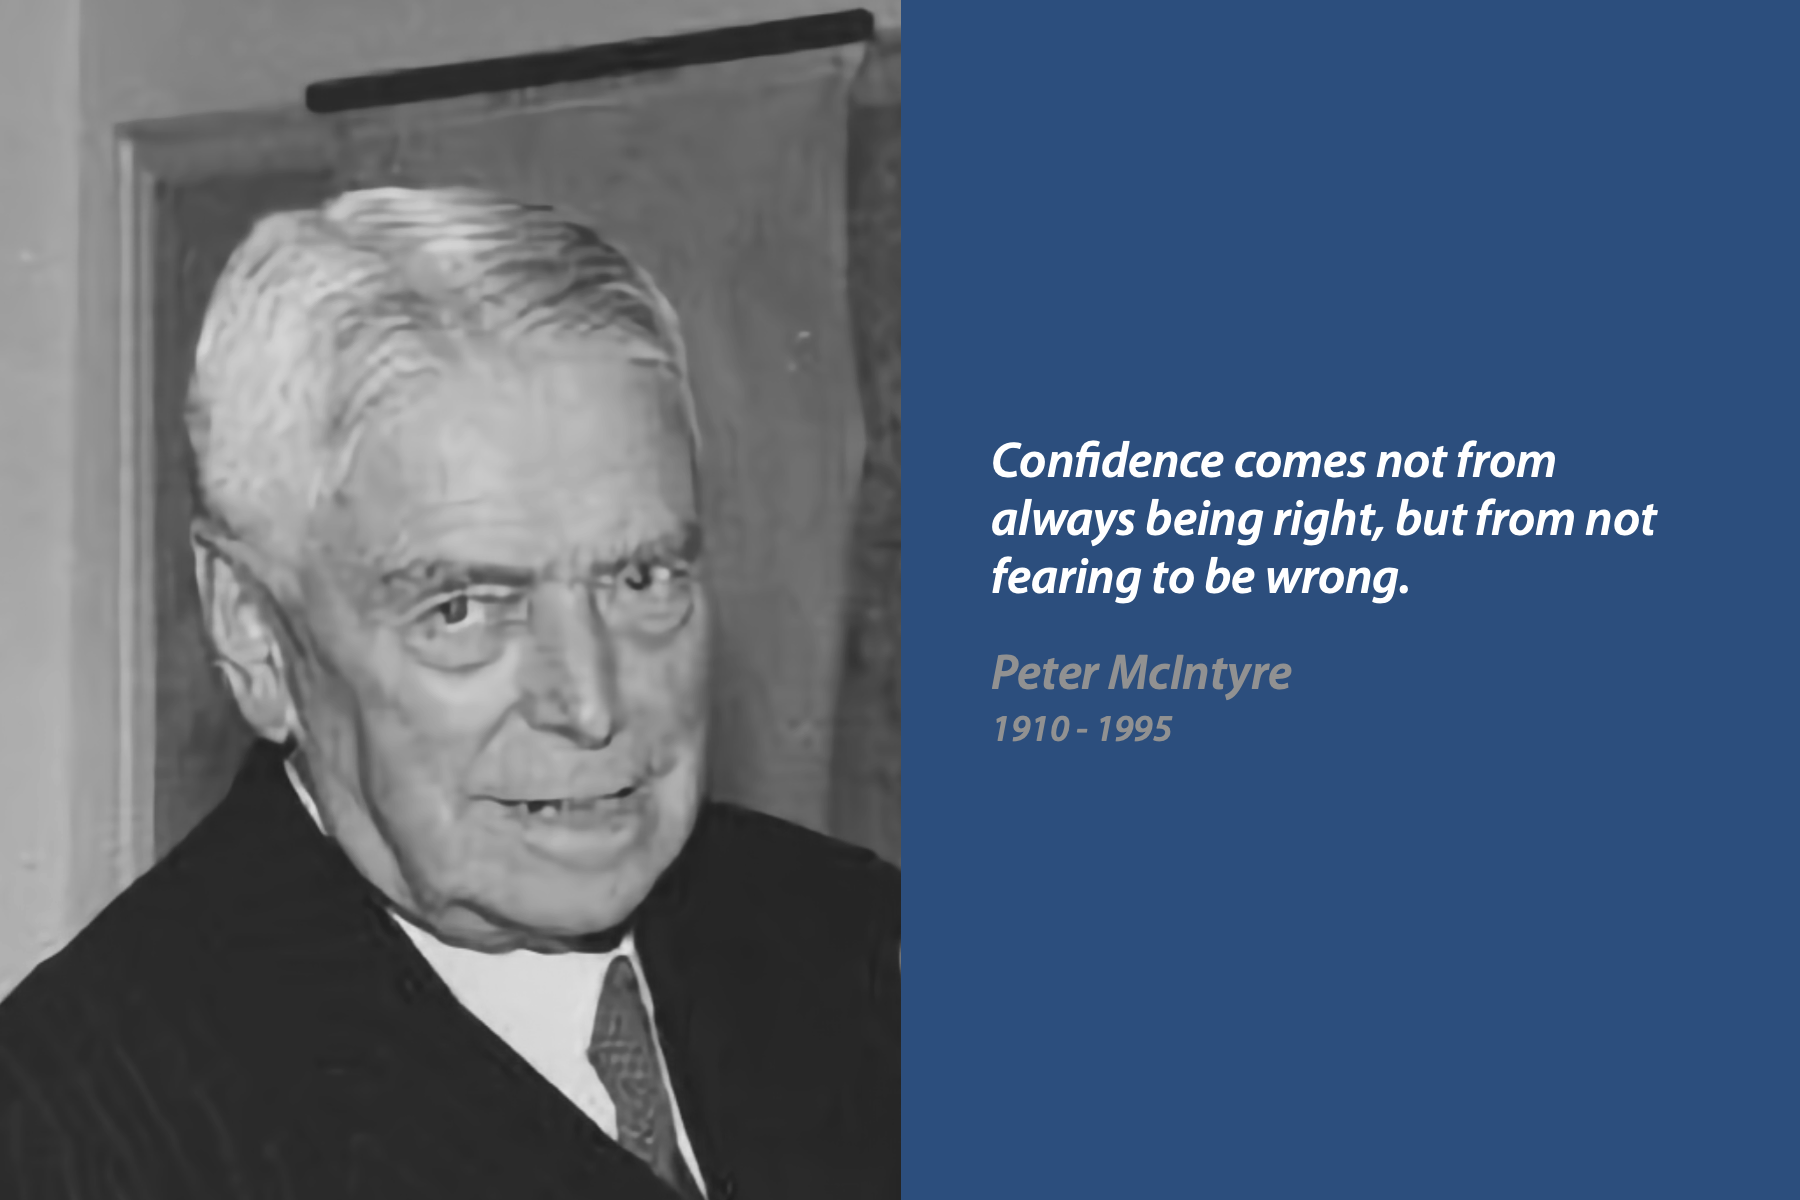 Confidence comes not from
always being right, but from not
fearing to be wrong.
Peter McIntyre
1910 - 1995